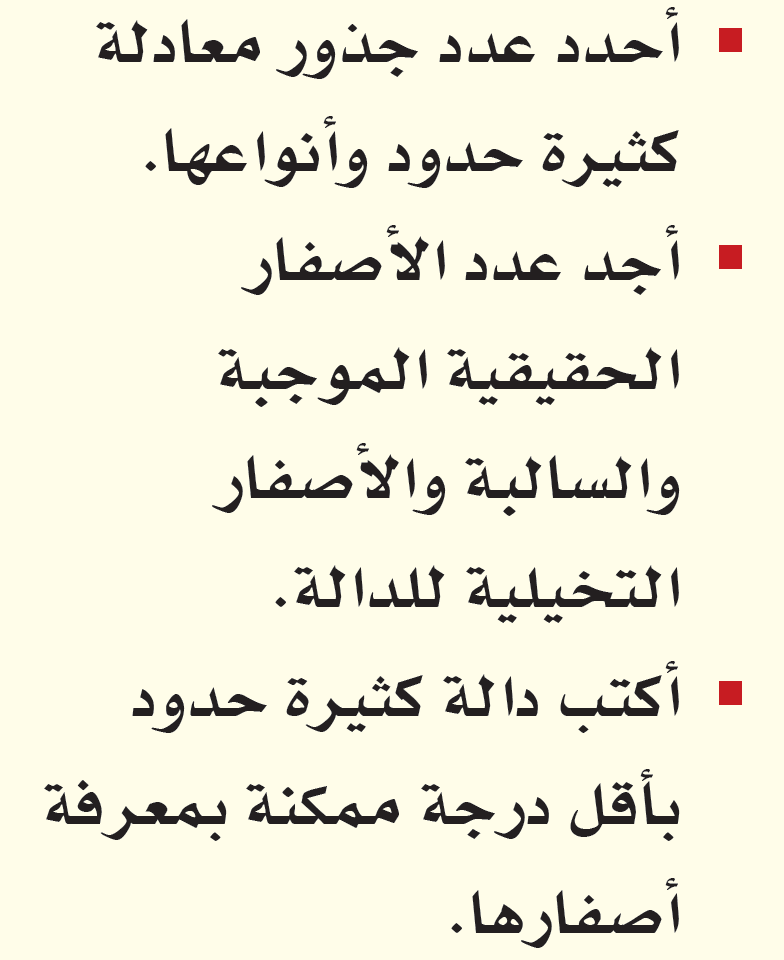 أحدد عدد جذور معادلة
كثيرة حدود وأنواعها.
أجد عدد الأصفار
الحقيقية الموجبة
والسالبة والأصفار
التخيلية للدالة.
أكتب دالة كثيرة حدود
بأقل درجة ممكنة بمعرفة
أصفارها.